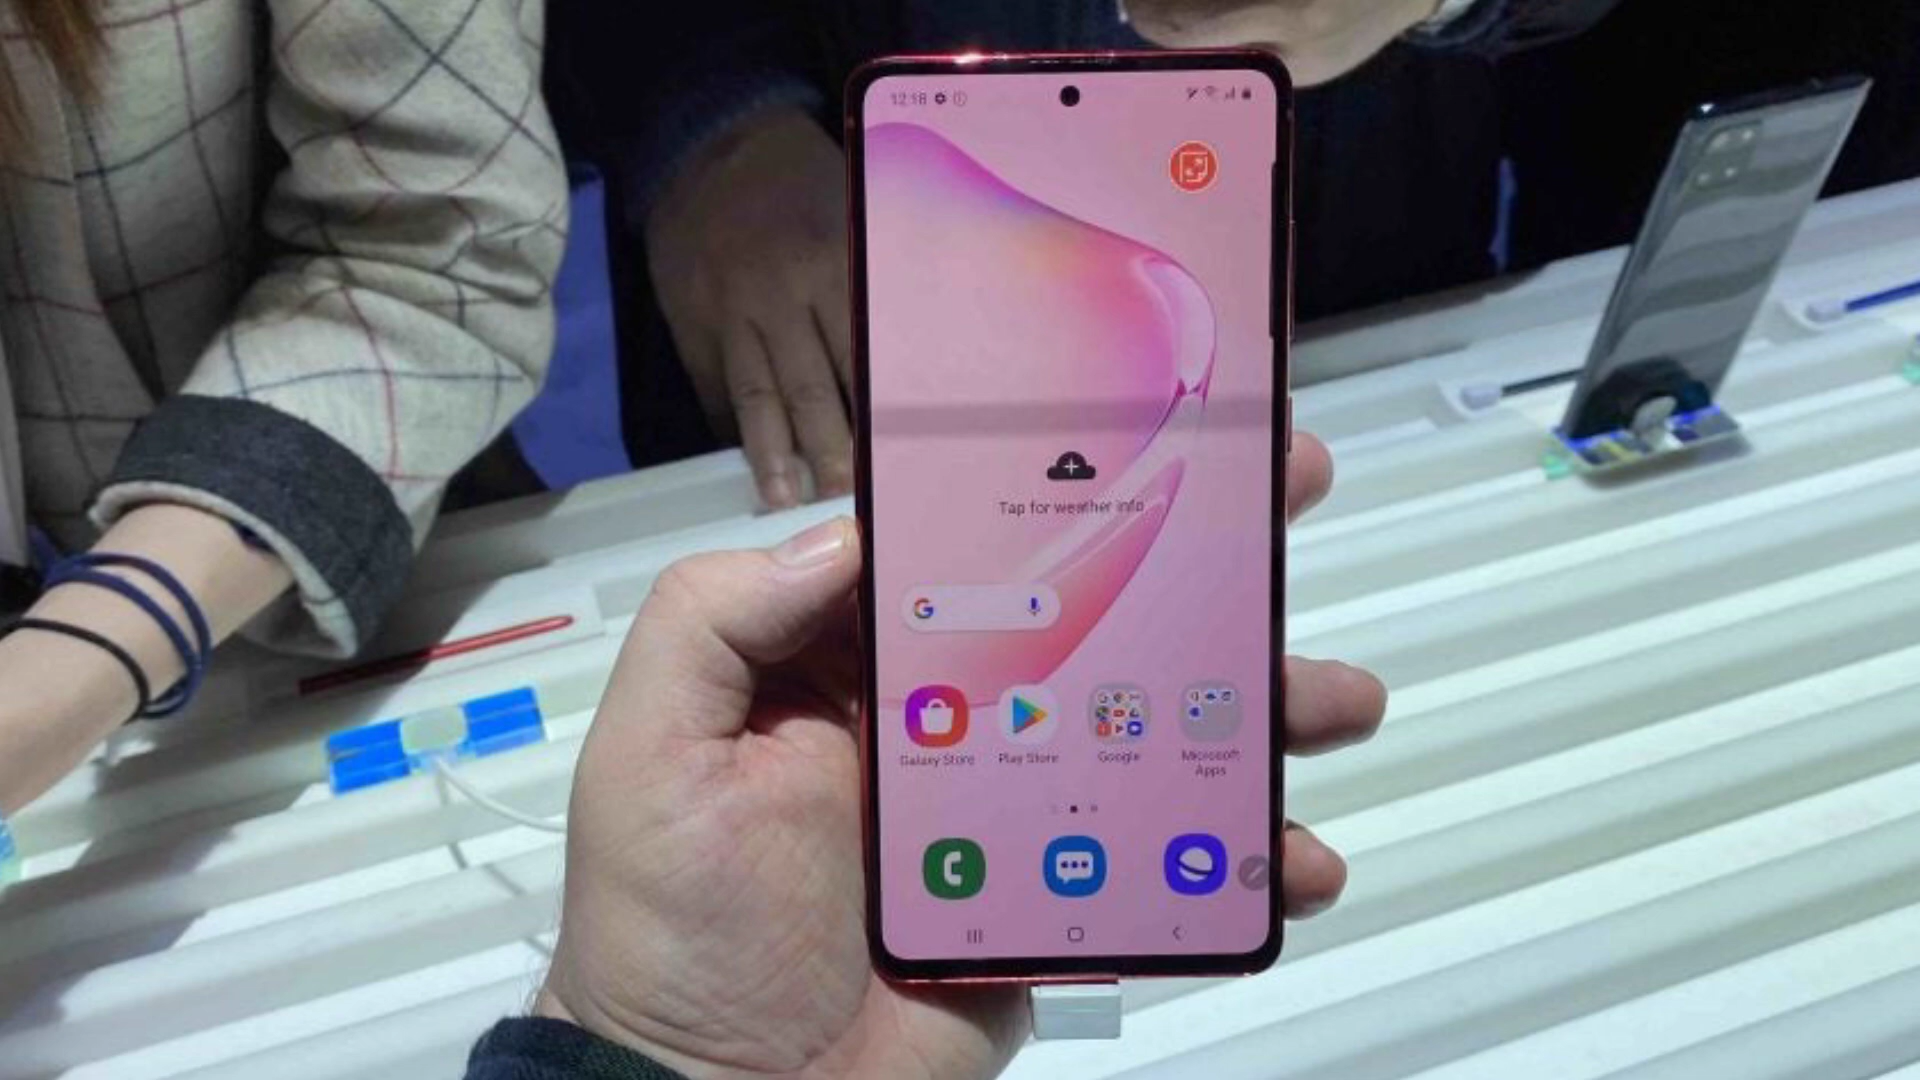 12:18
Tap for weather info
G
Galaxy Store
Play Store
Google
Microsoft
Apps